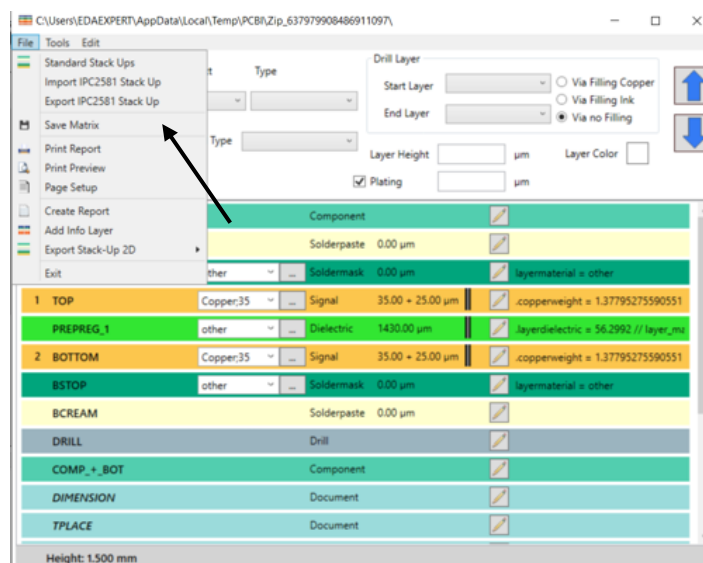 C:\Users\EDAEXPERT\AppData\Local\Temp\PCBI\Zip_637979908486911097\
File Tools Edit
Standard Stack Ups
Import IPC2581 Stack Up
Export IPC2581 Stack Up
Save Matrix
Print Report
Print Preview
Page Setup
Create Report
Add Info Layer
Export Stack-Up 2D
Exit
Type
Type
Drill Layer
Start Layer
End Layer
Via Filling Copper
Via Filling Ink
Via no Filling
Layer Height µm Layer Color
Plating µm
Component
Solderpaste 0.00 µm
other ... Soldermask 0.00 µm layermaterial = other
1 TOP Copper;35 ... Signal 35.00 + 25.00 µm .copperweight = 1.37795275590551
PREPREG_1 other ... Dielectric 1430.00 µm .layerdielectric = 56.2992 // layer_ma
2 BOTTOM Copper;35 ... Signal 35.00 + 25.00 µm .copperweight = 1.37795275590551
BSTOP other ... Soldermask 0.00 µm layermaterial = other
BCREAM Solderpaste 0.00 µm
DRILL Drill
COMP_+_BOT Component
DIMENSION Document
TPLACE Document
Height: 1.500 mm